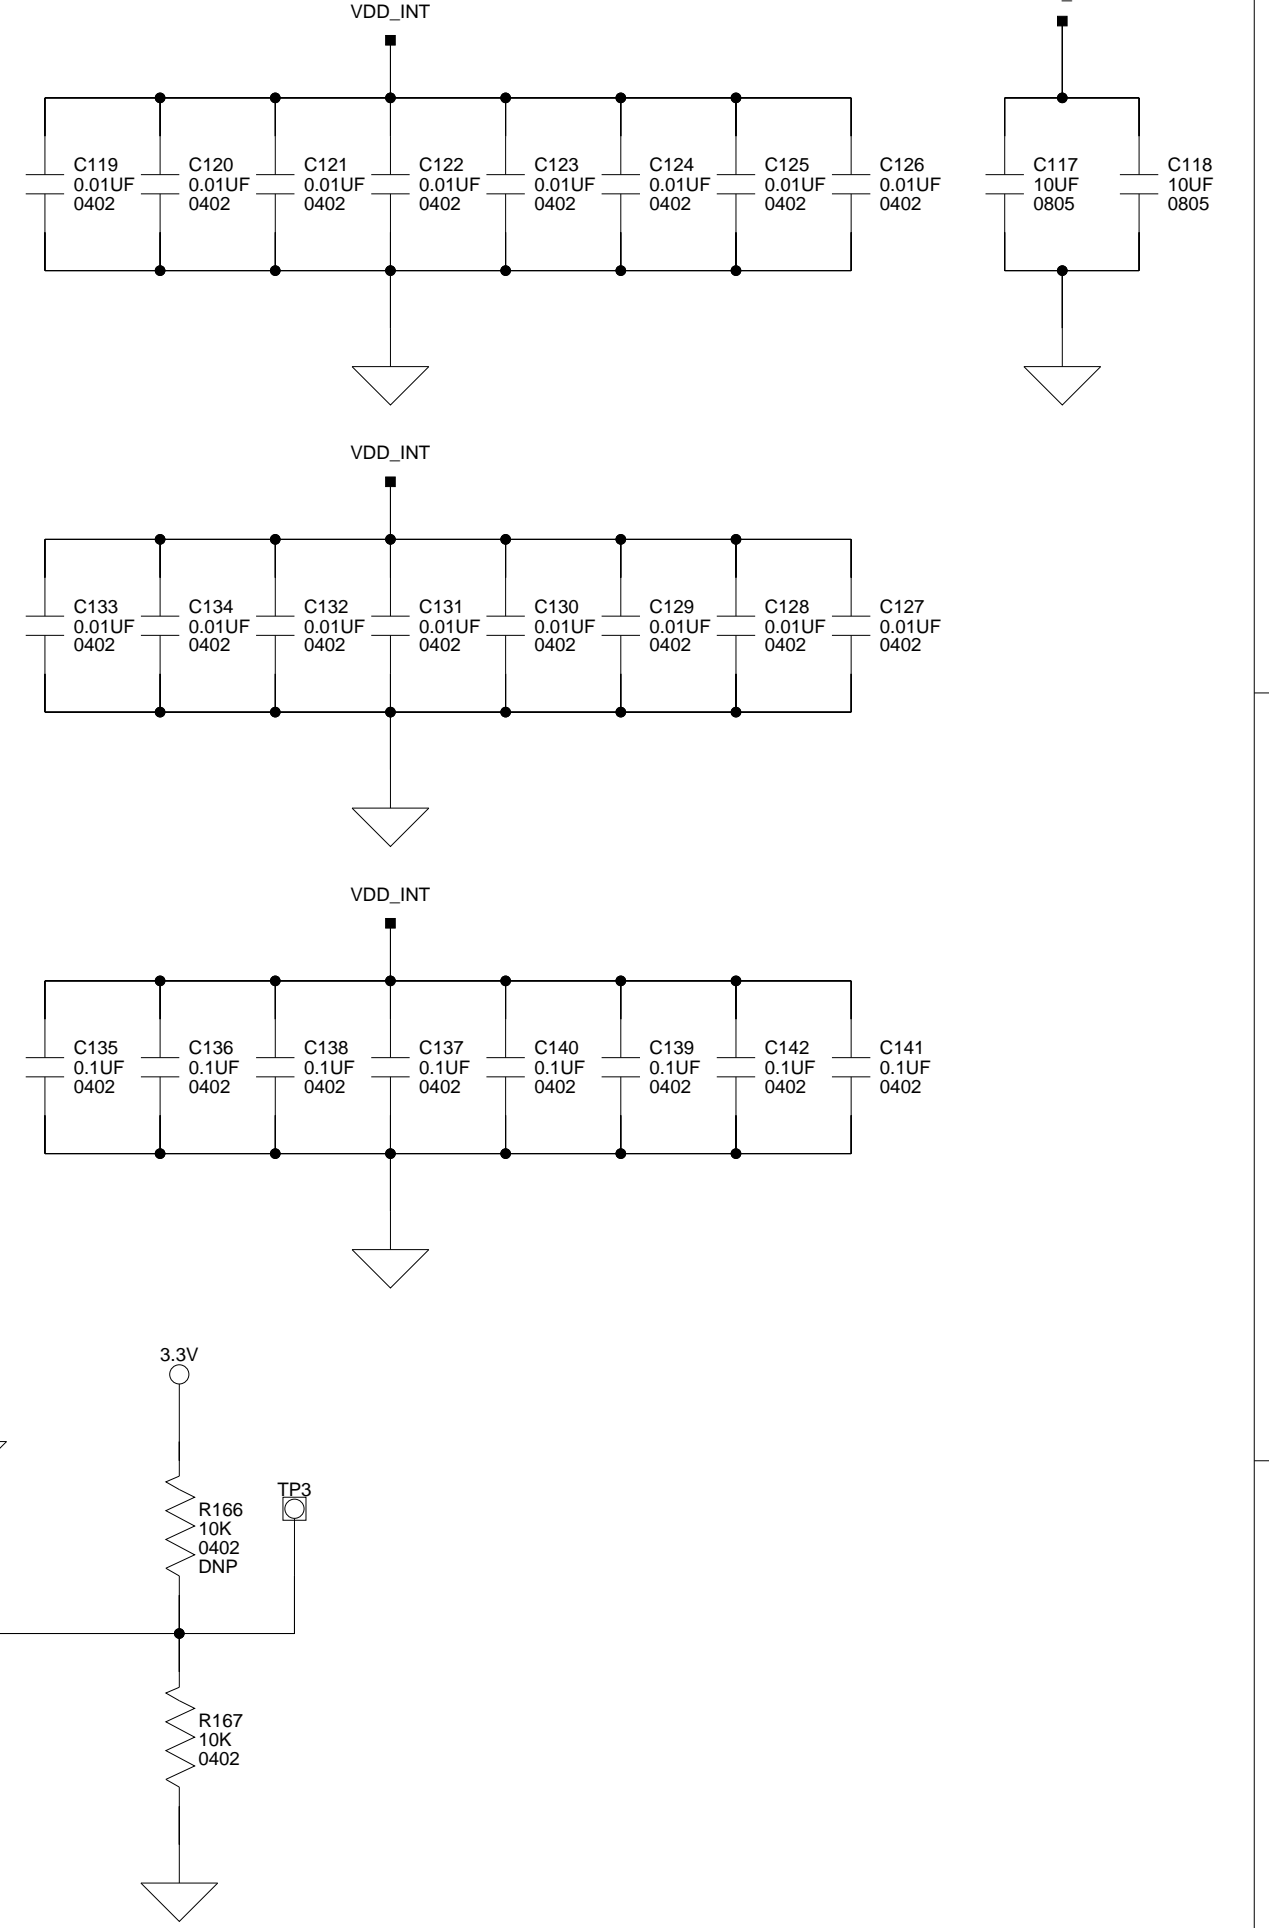 VDD_INT
C119
0.01UF
0402
C120
0.01UF
0402
C121
0.01UF
0402
C122
0.01UF
0402
C123
0.01UF
0402
C124
0.01UF
0402
C125
0.01UF
0402
C126
0.01UF
0402
C117
10UF
0805
C118
10UF
0805
VDD_INT
C133
0.01UF
0402
C134
0.01UF
0402
C132
0.01UF
0402
C131
0.01UF
0402
C130
0.01UF
0402
C129
0.01UF
0402
C128
0.01UF
0402
C127
0.01UF
0402
VDD_INT
C135
0.1UF
0402
C136
0.1UF
0402
C138
0.1UF
0402
C137
0.1UF
0402
C140
0.1UF
0402
C139
0.1UF
0402
C142
0.1UF
0402
C141
0.1UF
0402
3.3V
TP3
R166
10K
0402
DNP
R167
10K
0402